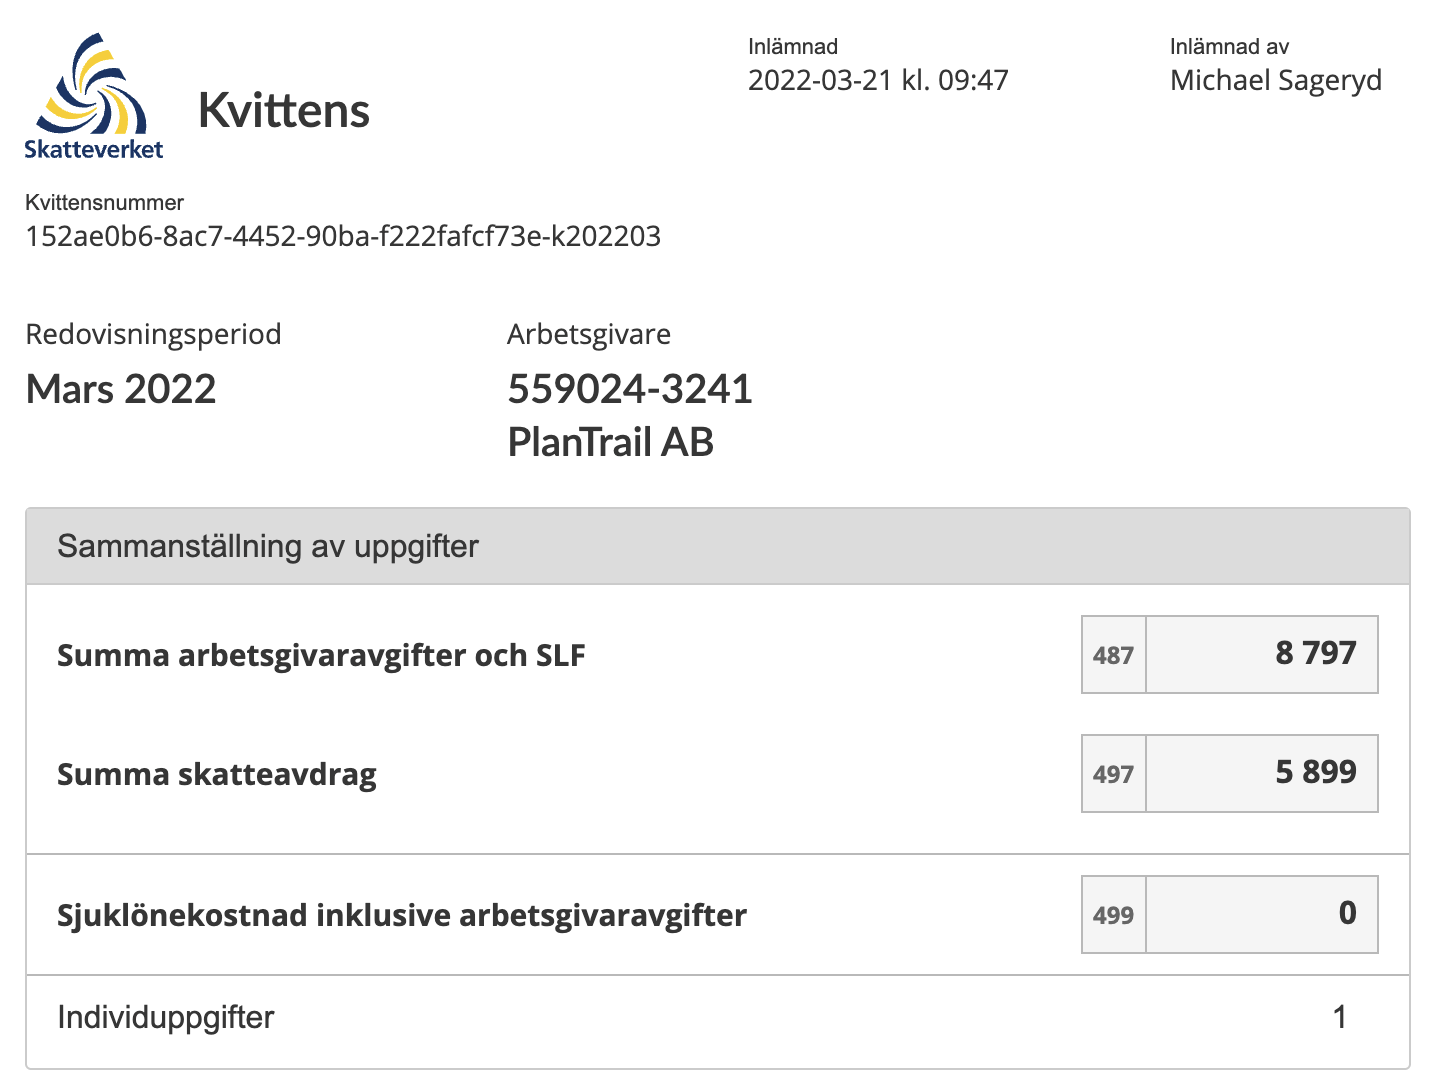 Skatteverket
Kvittens
Inlämnad
2022-03-21 kl. 09:47
Inlämnad av
Michael Sageryd
Kvittensnummer
152ae0b6-8ac7-4452-90ba-f222fafcf73e-k202203
Redovisningsperiod
Mars 2022
Arbetsgivare
559024-3241
PlanTrail AB
Sammanställning av uppgifter
Summa arbetsgivaravgifter och SLF 487 8 797
Summa skatteavdrag 497 5 899
Sjuklönekostnad inklusive arbetsgivaravgifter 499 0
Individuppgifter 1